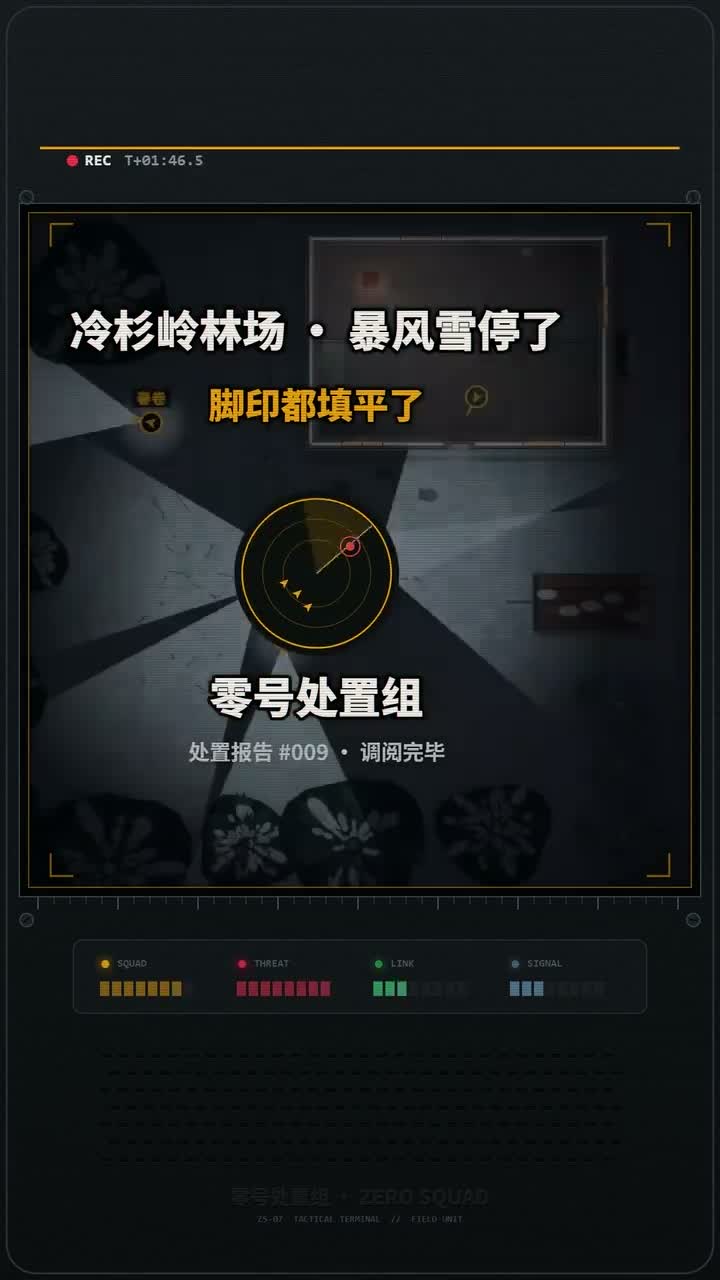 REC T+01:46.5
冷杉岭林场 · 暴风雪停了
脚印都填平了
零号处置组
处置报告 #009 · 调阅完毕
SQUAD THREAT LINK SIGNAL
零号处置组 · ZERO SQUAD
ZS-07 TACTICAL TERMINAL // FIELD UNIT